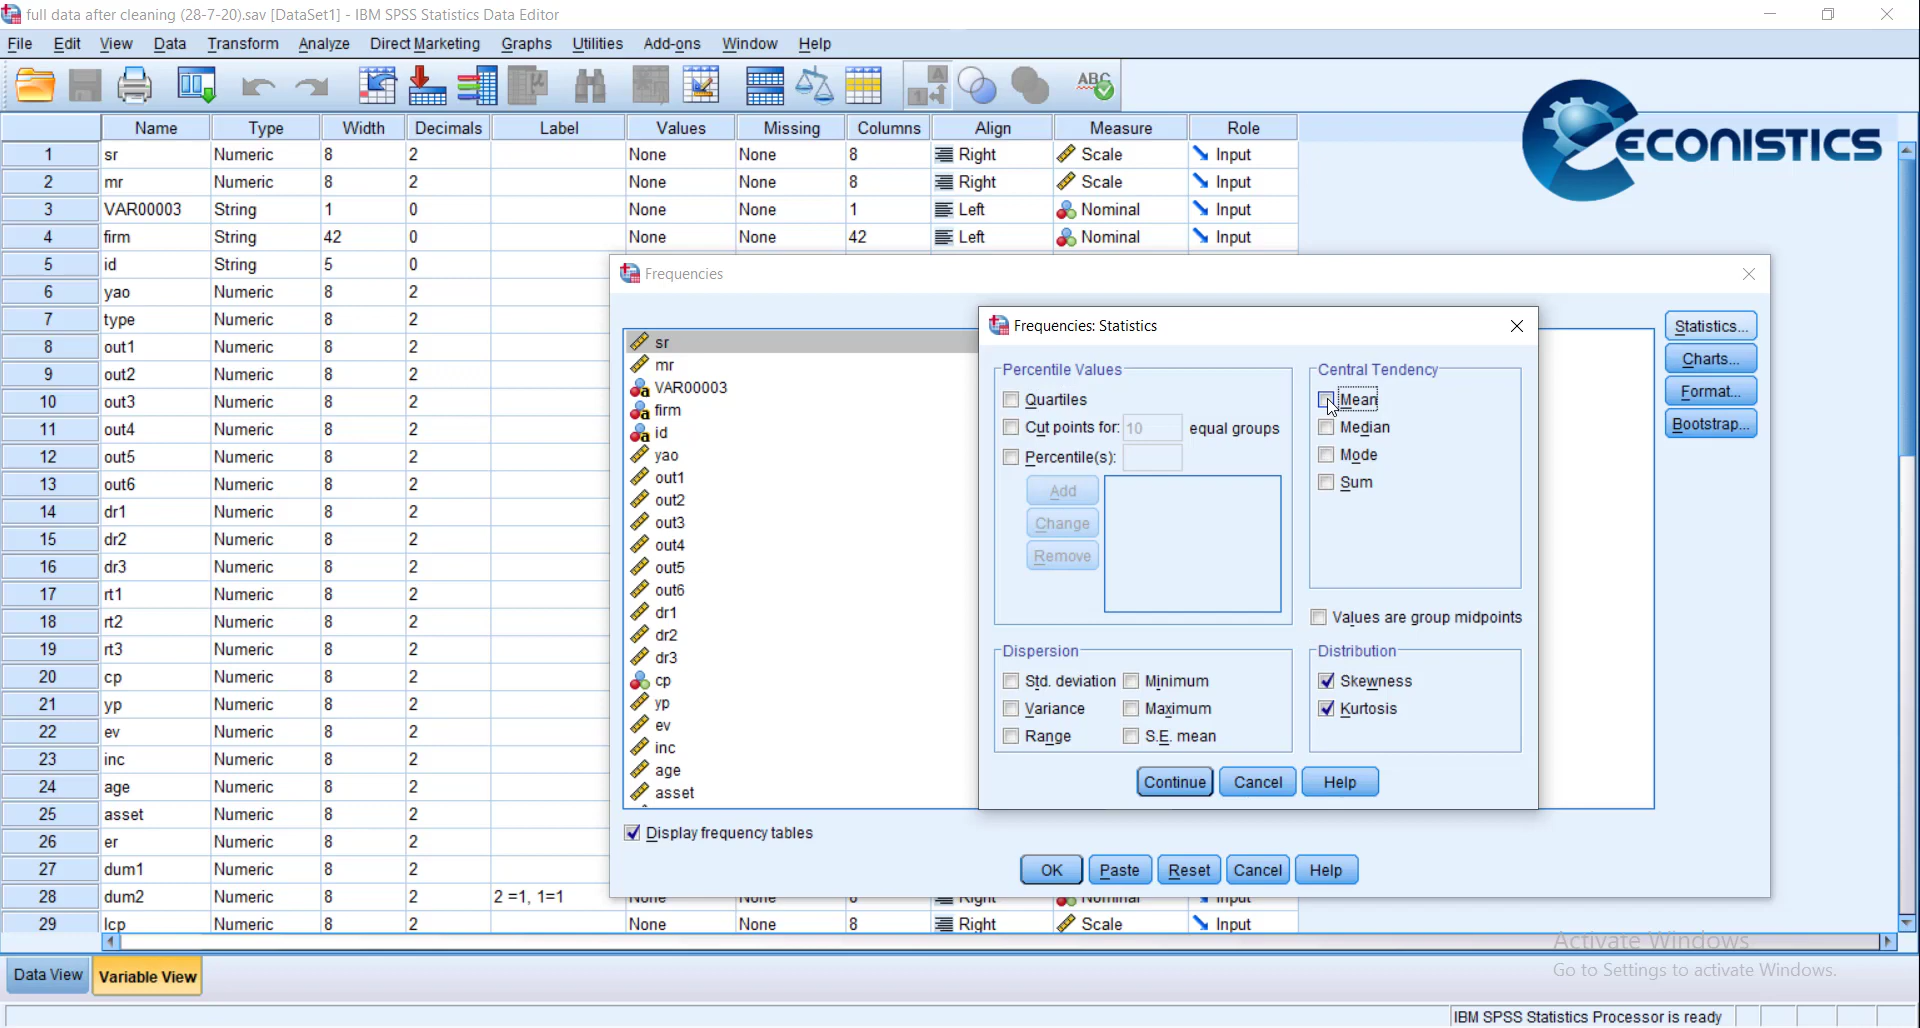 full data after cleaning (28-7-20).sav [DataSet1] - IBM SPSS Statistics Data Editor
File Edit View Data Transform Analyze Direct Marketing Graphs Utilities Add-ons Window Help
ECONISTICS
Name Type Width Decimals Label Values Missing Columns Align Measure Role
1 sr Numeric 8 2 None None 8 Right Scale Input
2 mr Numeric 8 2 None None 8 Right Scale Input
3 VAR00003 String 1 0 None None 1 Left Nominal Input
4 firm String 42 0 None None 42 Left Nominal Input
5 id String 5 0
6 yao Numeric 8 2
7 type Numeric 8 2
8 out1 Numeric 8 2
9 out2 Numeric 8 2
10 out3 Numeric 8 2
11 out4 Numeric 8 2
12 out5 Numeric 8 2
13 out6 Numeric 8 2
14 dr1 Numeric 8 2
15 dr2 Numeric 8 2
16 dr3 Numeric 8 2
17 rt1 Numeric 8 2
18 rt2 Numeric 8 2
19 rt3 Numeric 8 2
20 cp Numeric 8 2
21 yp Numeric 8 2
22 ev Numeric 8 2
23 inc Numeric 8 2
24 age Numeric 8 2
25 asset Numeric 8 2
26 er Numeric 8 2
27 dum1 Numeric 8 2
28 dum2 Numeric 8 2 2 =1, 1=1 None None 8 Right Nominal Input
29 lcp Numeric 8 2 None None 8 Right Scale Input
Frequencies
sr
mr
VAR00003
firm
id
yao
out1
out2
out3
out4
out5
out6
dr1
dr2
dr3
cp
yp
ev
inc
age
asset
Statistics...
Charts...
Format...
Bootstrap...
Display frequency tables
OK Paste Reset Cancel Help
Frequencies: Statistics
Percentile Values
Quartiles
Cut points for: 10 equal groups
Percentile(s):
Add
Change
Remove
Central Tendency
Mean
Median
Mode
Sum
Values are group midpoints
Dispersion
Std. deviation Minimum
Variance Maximum
Range S.E. mean
Distribution
Skewness
Kurtosis
Continue Cancel Help
Data View Variable View
Activate Windows
Go to Settings to activate Windows.
IBM SPSS Statistics Processor is ready